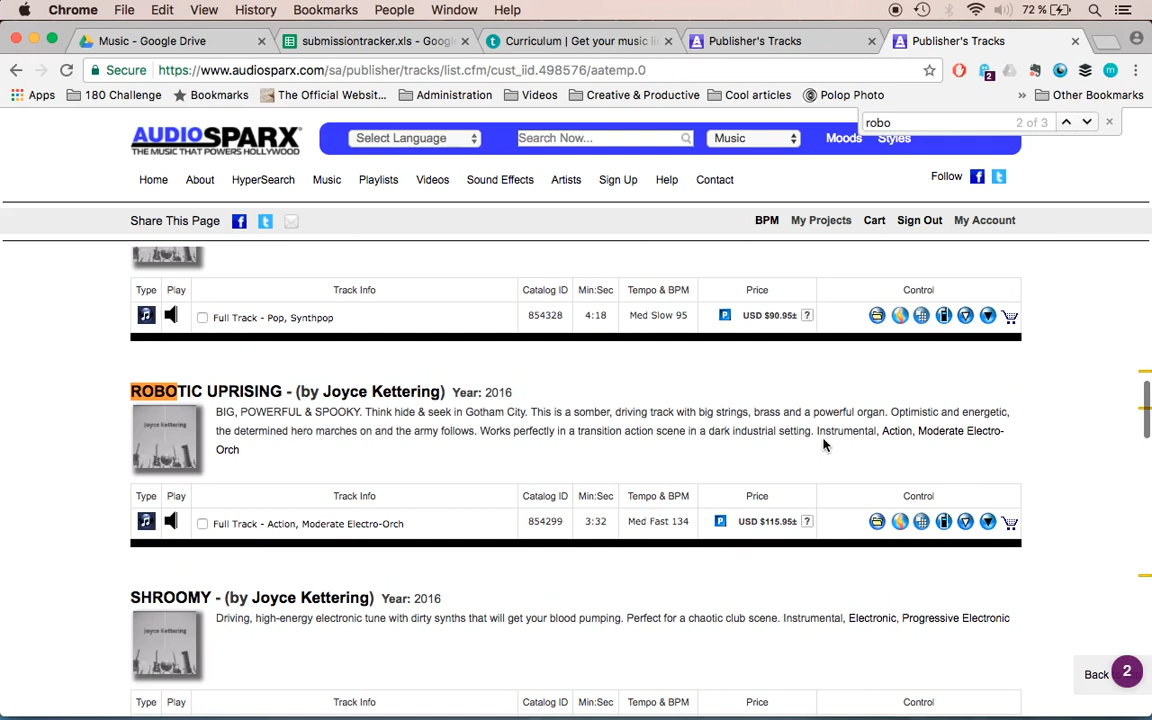 Chrome File Edit View History Bookmarks People Window Help 72 %
Music - Google Drive × submissiontracker.xls - Goog × Curriculum | Get your music li × Publisher's Tracks × Publisher's Tracks ×
Secure https://www.audiosparx.com/sa/publisher/tracks/list.cfm/cust_iid.498576/aatemp.0 2
Apps 180 Challenge Bookmarks The Official Websit... Administration Videos Creative & Productive Cool articles Polop Photo » Other Bookmarks
robo 2 of 3
AUDIOSPARX Select Language Search Now... Music Moods Styles
THE MUSIC THAT POWERS HOLLYWOOD
Home About HyperSearch Music Playlists Videos Sound Effects Artists Sign Up Help Contact Follow
Share This Page BPM My Projects Cart Sign Out My Account
Type Play Track Info Catalog ID Min:Sec Tempo & BPM Price Control
Full Track - Pop, Synthpop 854328 4:18 Med Slow 95 P USD $90.95± ?
ROBOTIC UPRISING - (by Joyce Kettering) Year: 2016
BIG, POWERFUL & SPOOKY. Think hide & seek in Gotham City. This is a somber, driving track with big strings, brass and a powerful organ. Optimistic and energetic,
the determined hero marches on and the army follows. Works perfectly in a transition action scene in a dark industrial setting. Instrumental, Action, Moderate Electro-
Orch
Joyce Kettering
Type Play Track Info Catalog ID Min:Sec Tempo & BPM Price Control
Full Track - Action, Moderate Electro-Orch 854299 3:32 Med Fast 134 P USD $115.95± ?
SHROOMY - (by Joyce Kettering) Year: 2016
Driving, high-energy electronic tune with dirty synths that will get your blood pumping. Perfect for a chaotic club scene. Instrumental, Electronic, Progressive Electronic
Joyce Kettering
Back 2
Type Play Track Info Catalog ID Min:Sec Tempo & BPM Price Control